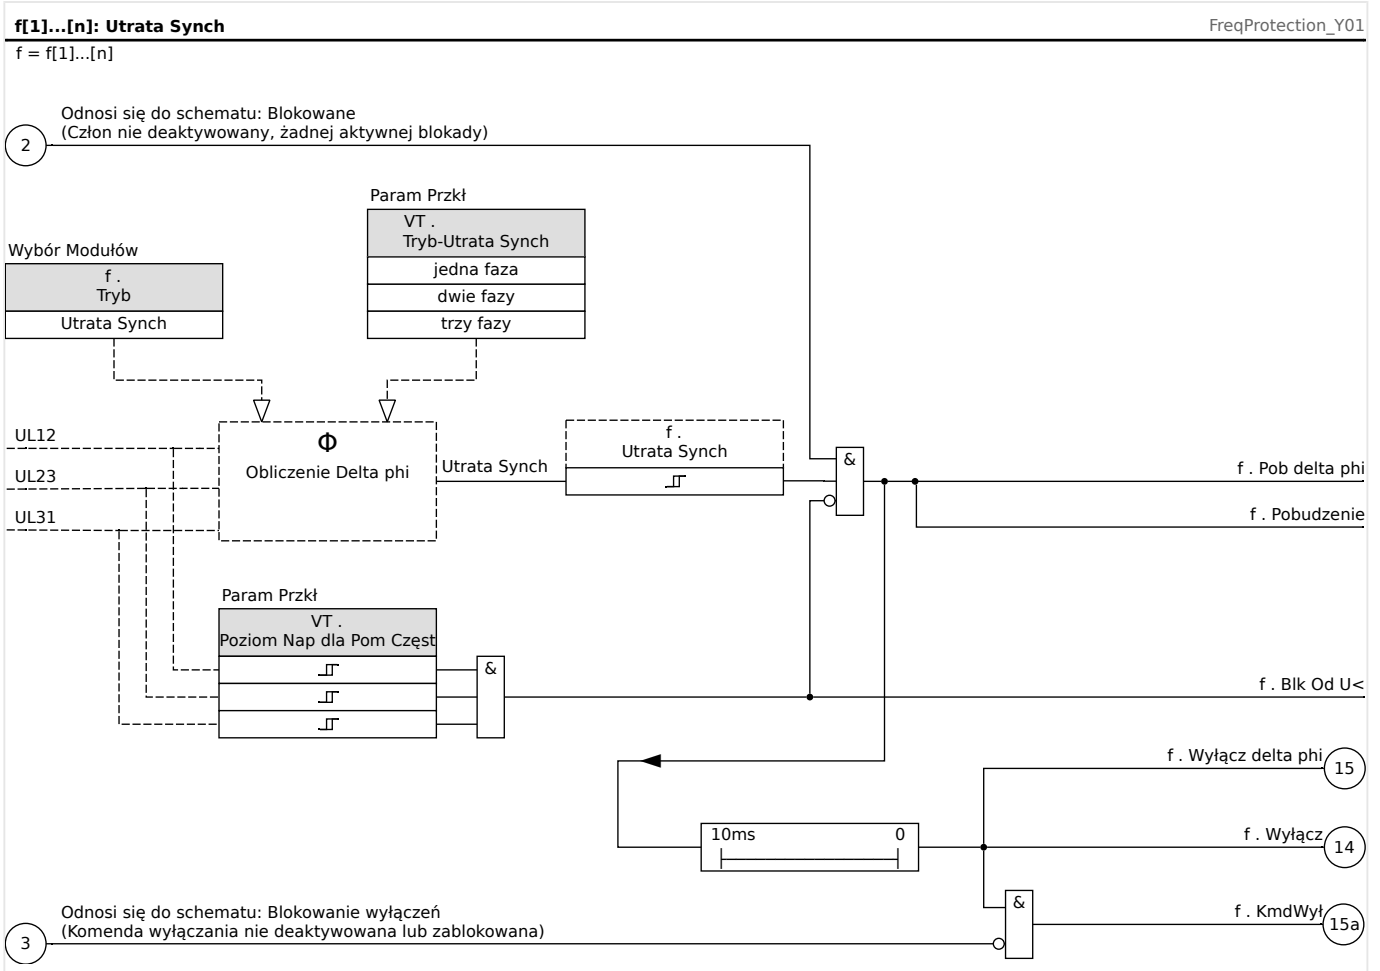 f[1]...[n]: Utrata Synch
FreqProtection_Y01
f = f[1]...[n]
Odnosi się do schematu: Blokowane
(Człon nie deaktywowany, żadnej aktywnej blokady)
2
Param Przkł
VT .
Tryb-Utrata Synch
jedna faza
dwie fazy
trzy fazy
Wybór Modułów
f .
Tryb
Utrata Synch
UL12
UL23
UL31
Φ
Obliczenie Delta phi
Utrata Synch
f .
Utrata Synch
&
f . Pob delta phi
f . Pobudzenie
Param Przkł
VT .
Poziom Nap dla Pom Częst
&
f . Blk Od U<
f . Wyłącz delta phi
15
10ms
0
f . Wyłącz
14
&
f . KmdWył
15a
Odnosi się do schematu: Blokowanie wyłączeń
(Komenda wyłączania nie deaktywowana lub zablokowana)
3